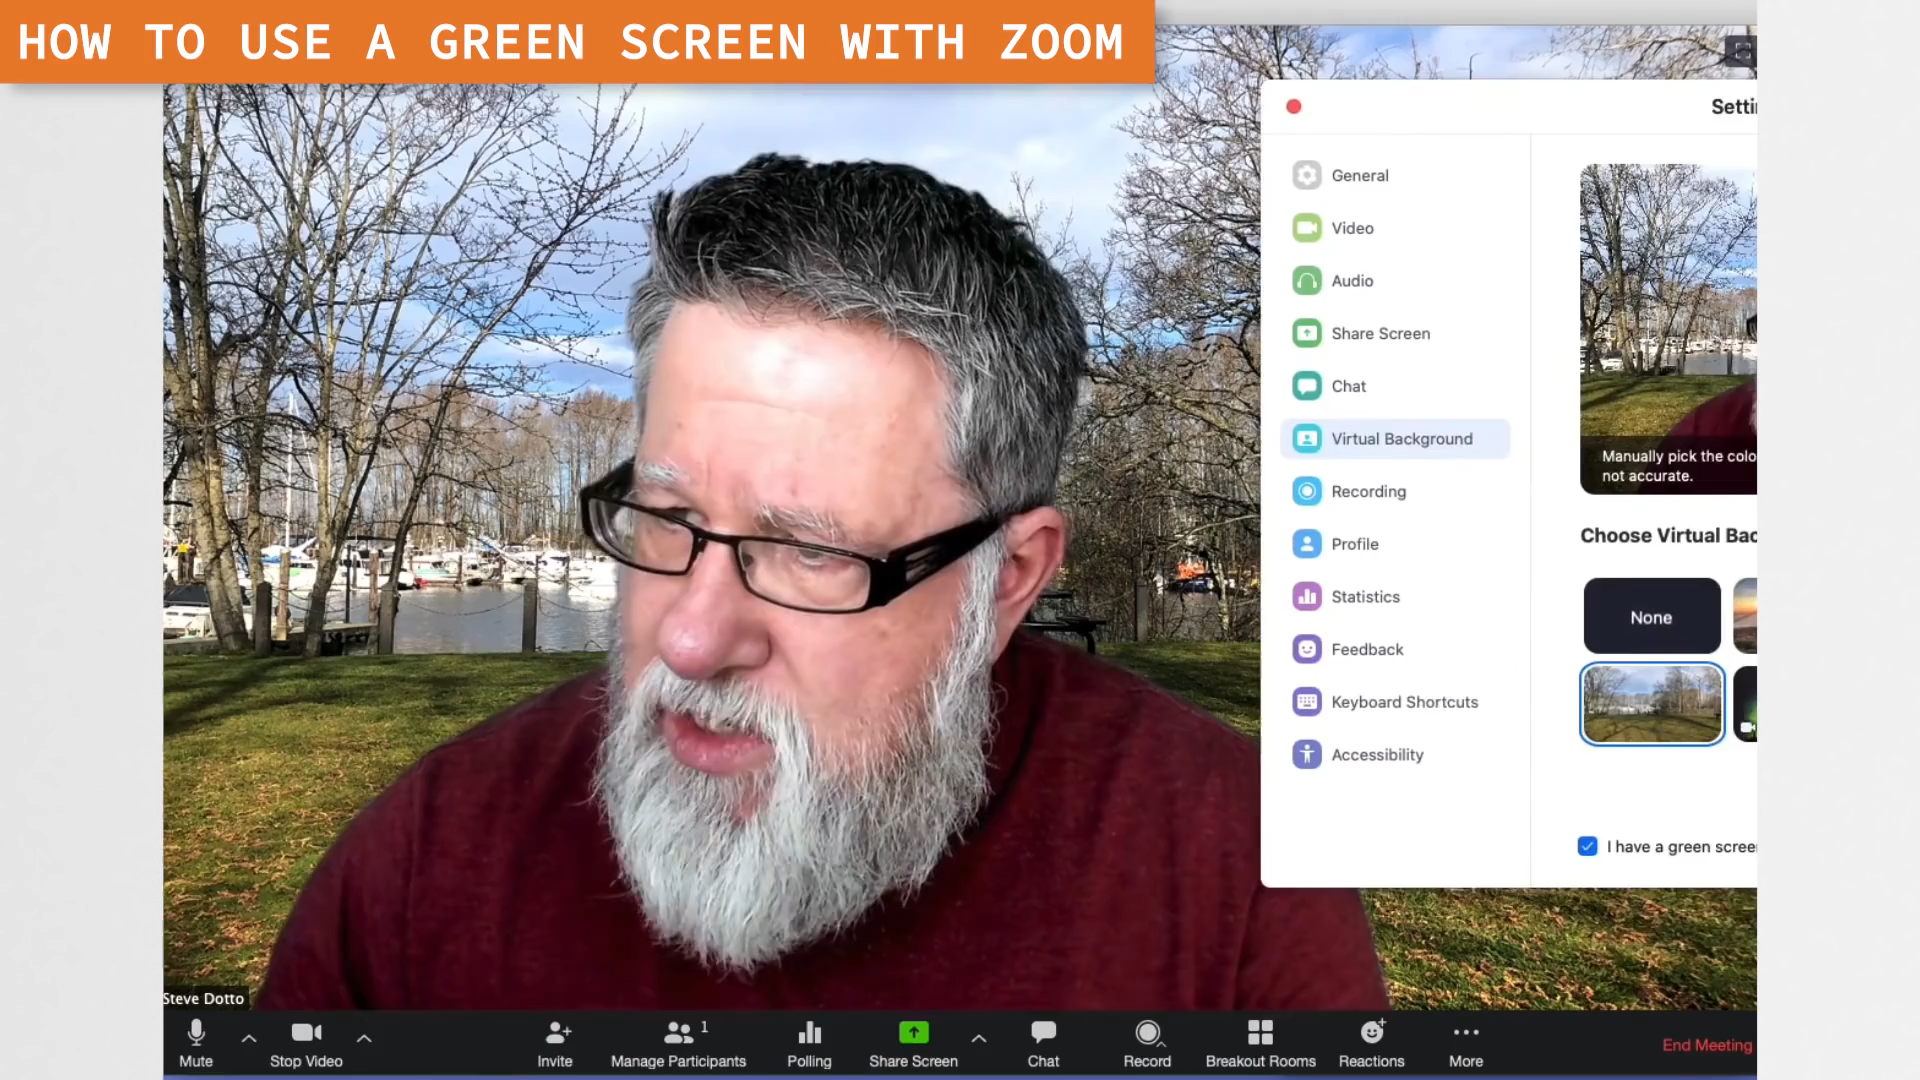 HOW TO USE A GREEN SCREEN WITH ZOOM
Settin
General
Video
Audio
Share Screen
Chat
Virtual Background
Recording
Profile
Statistics
Feedback
Keyboard Shortcuts
Accessibility
Manually pick the colo
not accurate.
Choose Virtual Bac
None
I have a green screen
Steve Dotto
Mute
Stop Video
Invite
1
Manage Participants
Polling
Share Screen
Chat
Record
Breakout Rooms
Reactions
More
End Meeting